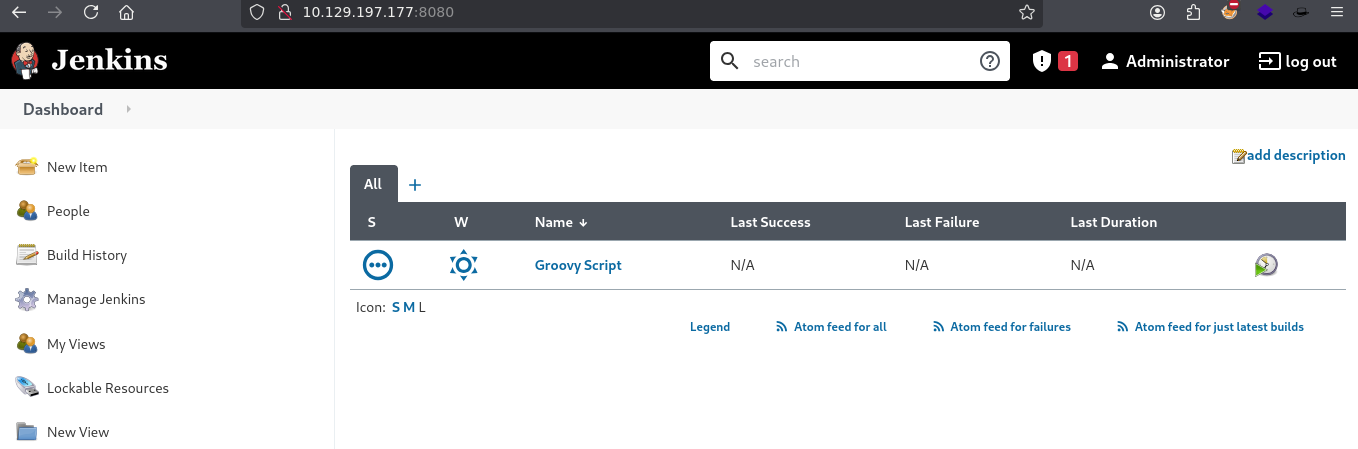 10.129.197.177:8080
Jenkins
search
1
Administrator
log out
Dashboard
New Item
People
Build History
Manage Jenkins
My Views
Lockable Resources
New View
add description
All +
S W Name ↓ Last Success Last Failure Last Duration
Groovy Script N/A N/A N/A
Icon: S M L
Legend Atom feed for all Atom feed for failures Atom feed for just latest builds